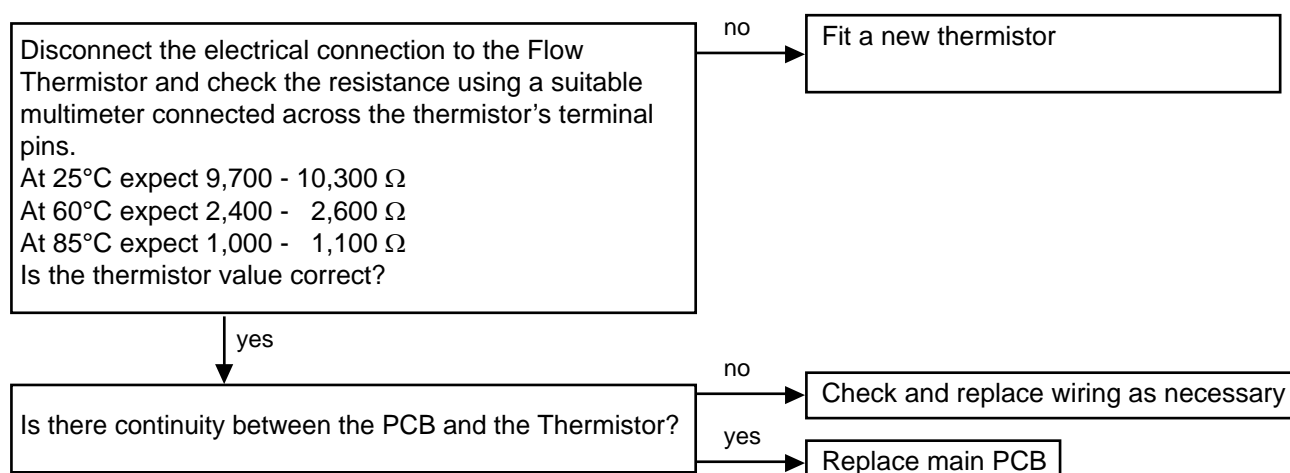 Disconnect the electrical connection to the Flow
Thermistor and check the resistance using a suitable
multimeter connected across the thermistor’s terminal
pins.
At 25°C expect 9,700 - 10,300 Ω
At 60°C expect 2,400 -   2,600 Ω
At 85°C expect 1,000 -   1,100 Ω
Is the thermistor value correct?
no
Fit a new thermistor
yes
Is there continuity between the PCB and the Thermistor?
no
Check and replace wiring as necessary
yes
Replace main PCB